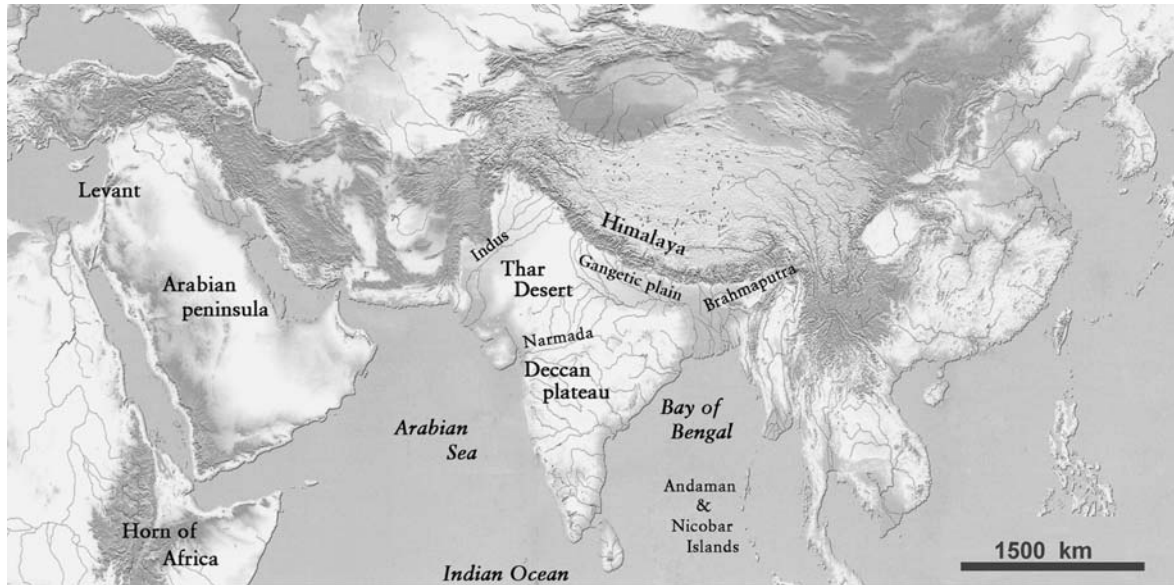 Levant
Himalaya
Indus
Gangetic plain
Brahmaputra
Thar
Desert
Arabian
peninsula
Narmada
Deccan
plateau
Arabian
Sea
Bay of
Bengal
Andaman
&
Nicobar
Islands
Horn of
Africa
Indian Ocean
1500 km